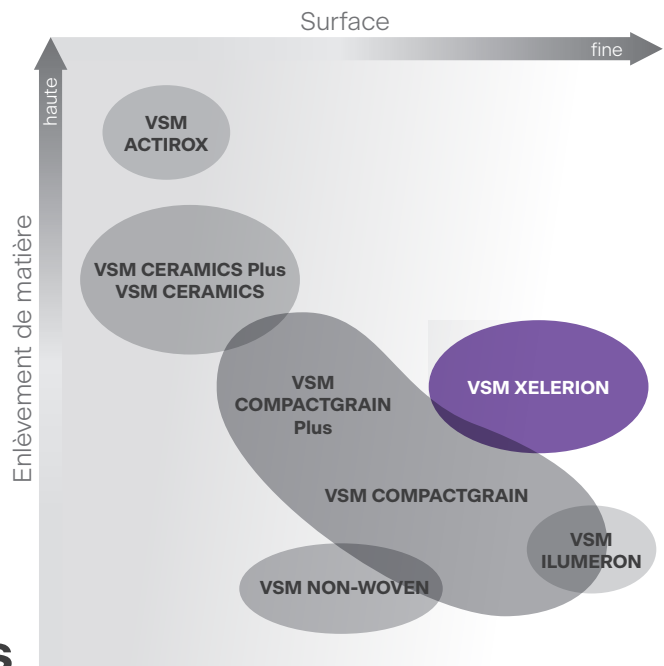 Surface
fine
haute
Enlèvement de matière
VSM
ACTIROX
VSM CERAMICS Plus
VSM CERAMICS
VSM
COMPACTGRAIN
Plus
VSM XELERION
VSM COMPACTGRAIN
VSM
ILUMERON
VSM NON-WOVEN
s